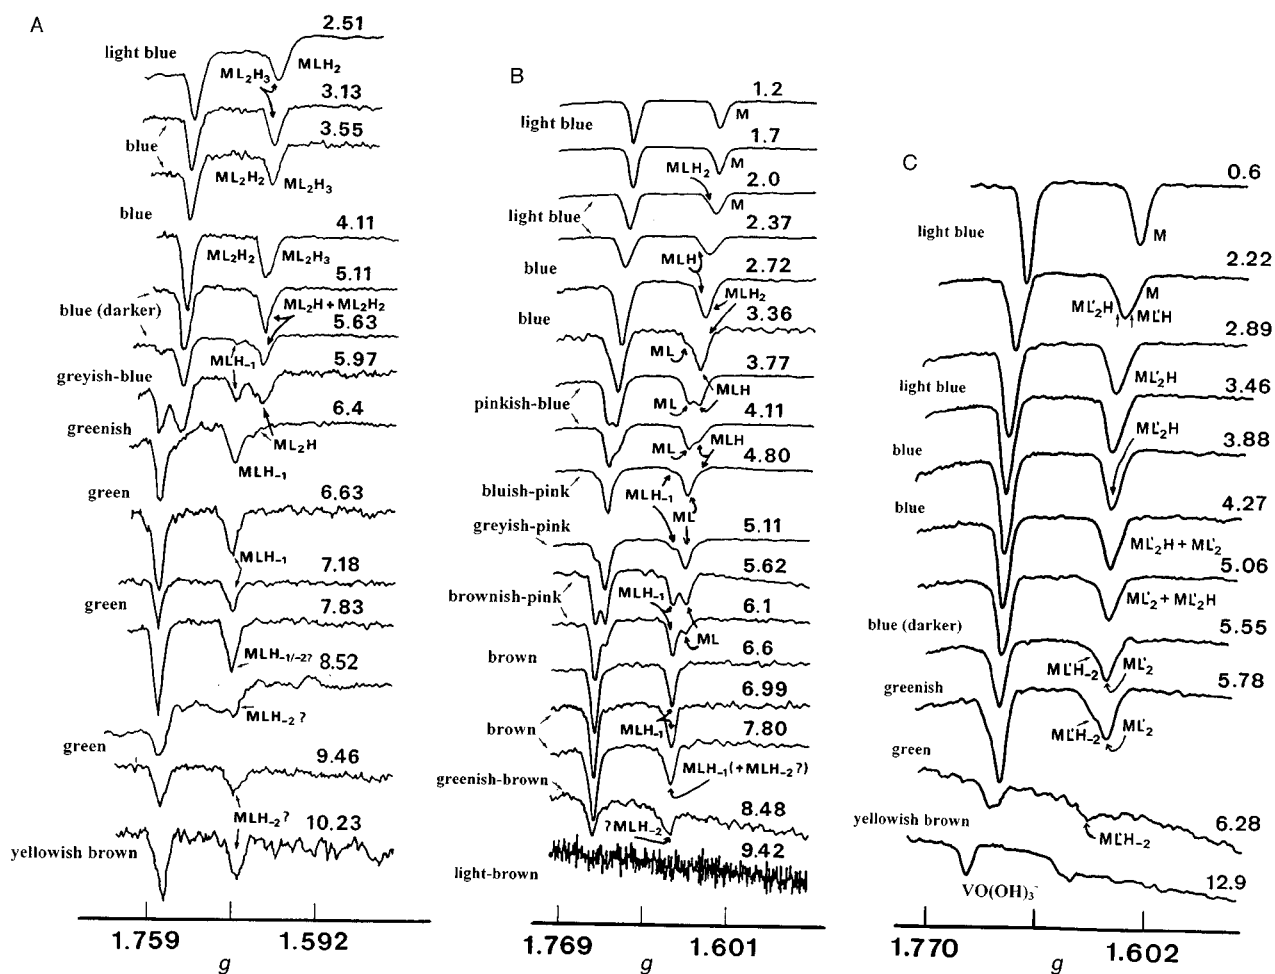 A
2.51
light blue
ML2H3
MLH2
3.13
3.55
blue
ML2H2
ML2H3
blue
4.11
ML2H2
ML2H3
5.11
blue (darker)
ML2H + ML2H2
5.63
MLH-1
5.97
greyish-blue
6.4
greenish
ML2H
MLH-1
green
6.63
MLH-1
7.18
green
7.83
MLH-1/-2?
8.52
MLH-2 ?
green
9.46
MLH-2 ?
10.23
yellowish brown
1.759
1.592
g
B
1.2
light blue
M
1.7
MLH2
M
2.0
M
light blue
2.37
blue
MLH
2.72
MLH2
blue
3.36
ML
3.77
MLH
pinkish-blue
ML
4.11
ML
MLH
4.80
bluish-pink
MLH-1
greyish-pink
ML
5.11
5.62
brownish-pink
MLH-1
6.1
ML
brown
6.6
6.99
brown
MLH-1
7.80
MLH-1(+MLH-2?)
greenish-brown
8.48
?MLH-2
9.42
light-brown
1.769
1.601
g
C
0.6
light blue
M
2.22
M
ML'2H
ML'H
2.89
light blue
ML'2H
3.46
ML'2H
3.88
blue
blue
4.27
ML'2H + ML'2
5.06
ML'2 + ML'2H
blue (darker)
5.55
ML'H-2
ML'2
greenish
5.78
ML'H-2
ML'2
green
yellowish brown
6.28
ML'H-2
12.9
VO(OH)3-
1.770
1.602
g